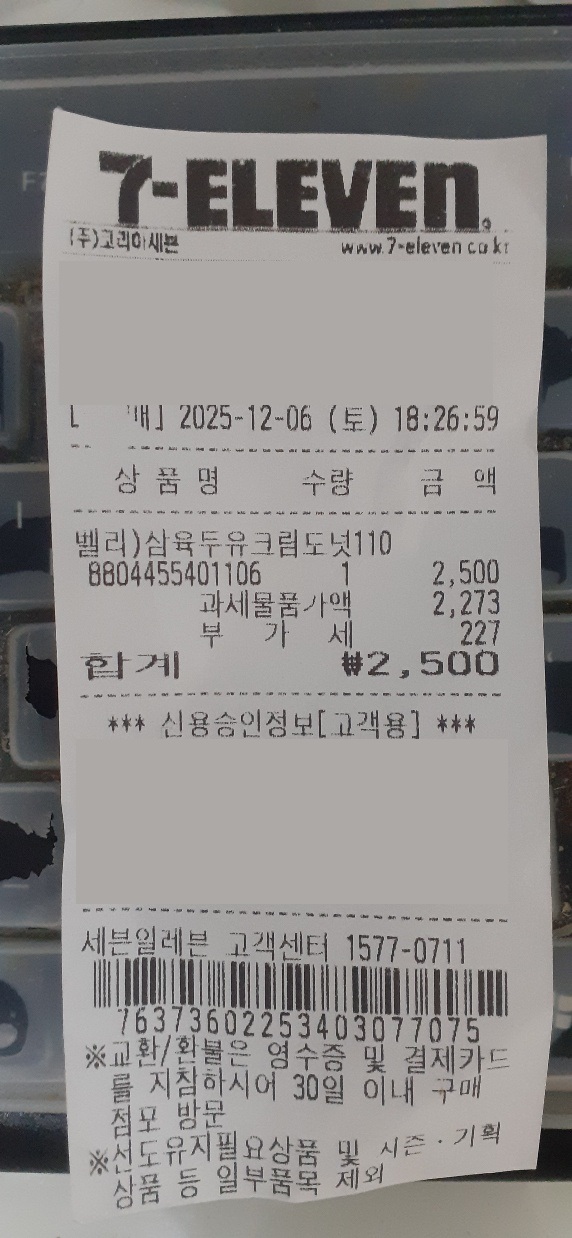 7-ELEVEN
(주)코리아세븐 www.7-eleven.co.kr
매] 2025-12-06 (토) 18:26:59
상 품 명 수량 금 액
벨리)삼육두유크림도넛110
8804455401106 1 2,500
과세물품가액 2,273
부 가 세 227
합계 ₩2,500
*** 신용승인정보[고객용] ***
세븐일레븐 고객센터 1577-0711
76373602253403077075
※교환/환불은 영수증 및 결제카드
를 지참하시어 30일 이내 구매
점포 방문
※선도유지필요상품 및 시즌·기획
상품 등 일부품목 제외